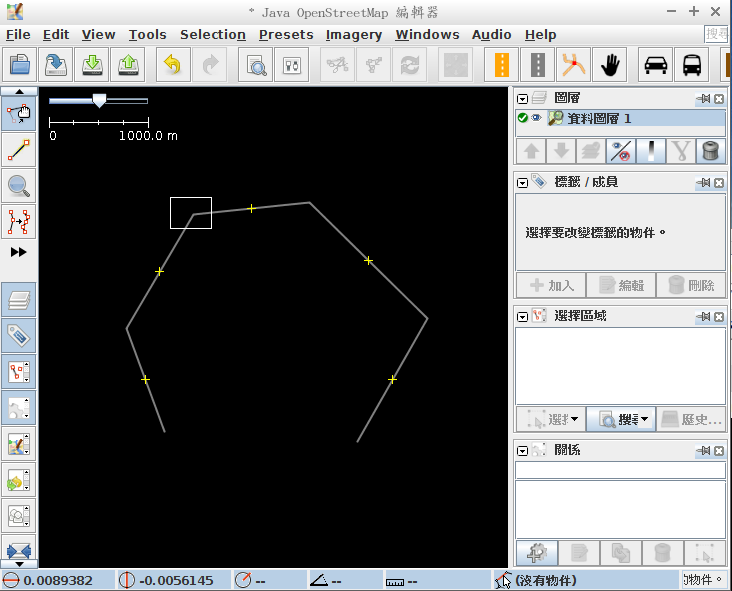 * Java OpenStreetMap 編輯器
File Edit View Tools Selection Presets Imagery Windows Audio Help
搜尋
0 1000.0 m
圖層
資料圖層 1
標籤 / 成員
選擇要改變標籤的物件。
加入 編輯 刪除
選擇區域
選擇 搜尋 歷史...
關係
0.0089382 -0.0056145 -- -- -- (沒有物件) 物件。